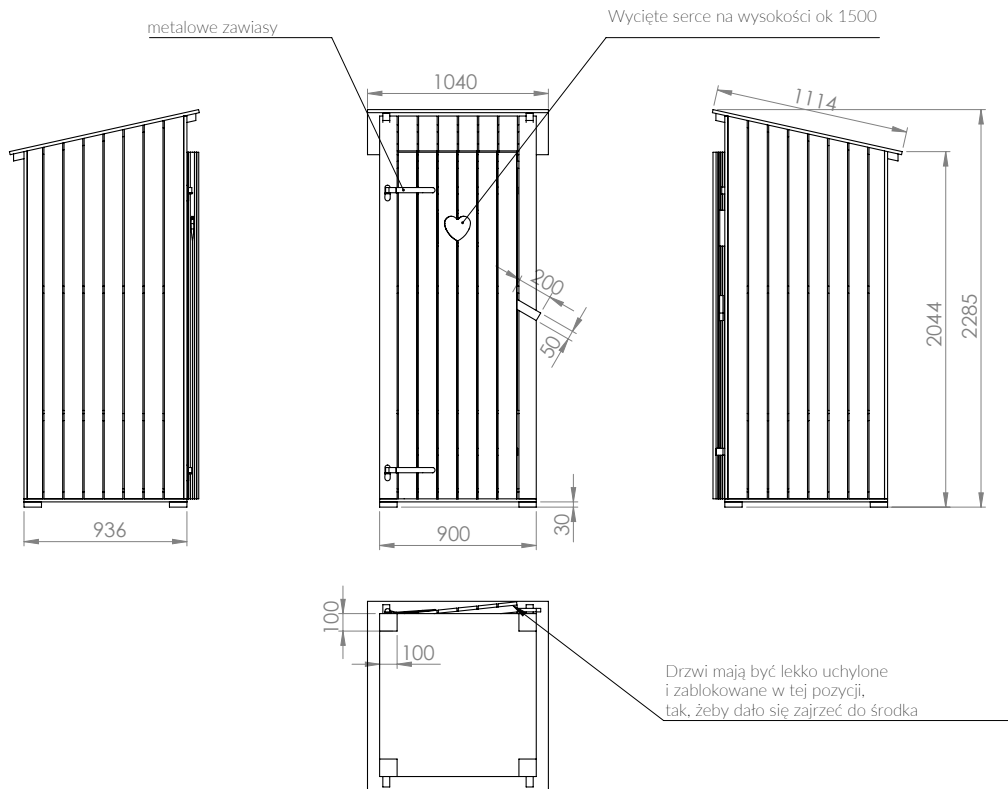 metalowe zawiasy
Wycięte serce na wysokości ok 1500
1040
1114
200
50
2044
2285
936
900
30
100
100
Drzwi mają być lekko uchylone
i zablokowane w tej pozycji,
tak, żeby dało się zajrzeć do środka